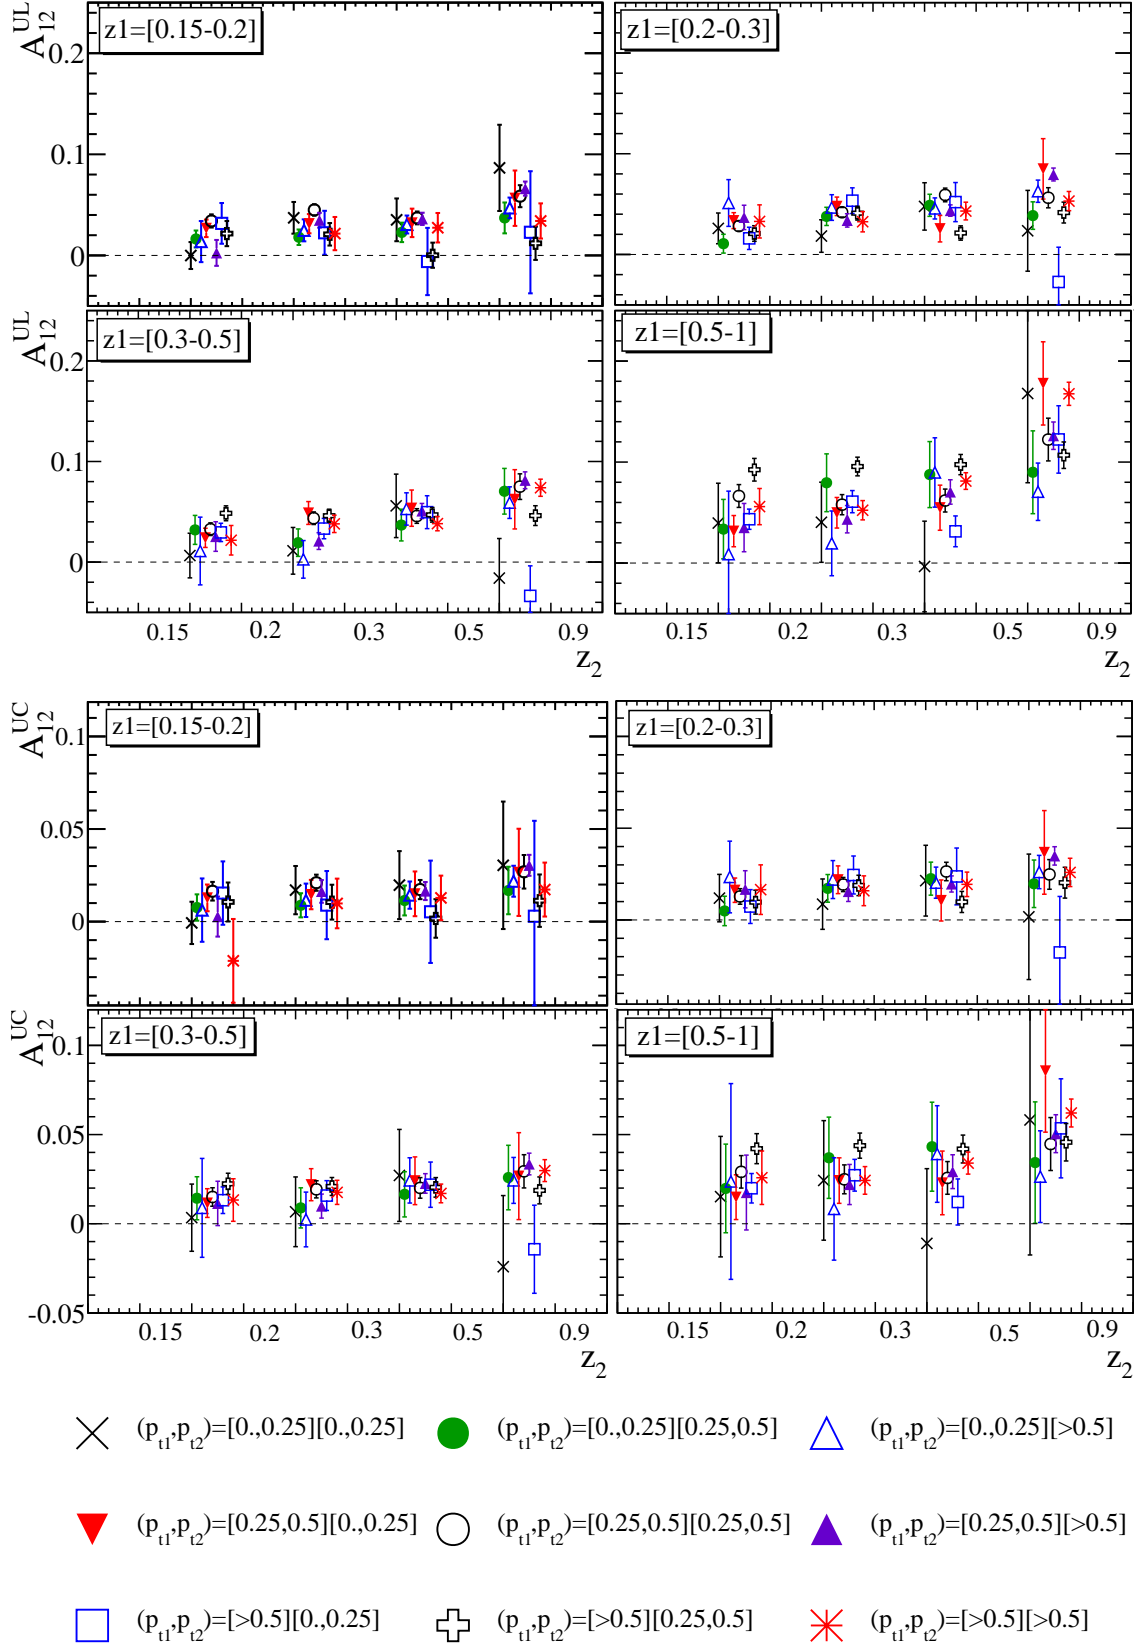 A_12^UL
z1=[0.15-0.2]
z1=[0.2-0.3]
0.2
0.1
0
A_12^UL
z1=[0.3-0.5]
z1=[0.5-1]
0.2
0.1
0
0.15 0.2 0.3 0.5 0.9
0.15 0.2 0.3 0.5 0.9
z_2
z_2
A_12^UC
z1=[0.15-0.2]
z1=[0.2-0.3]
0.1
0.05
0
A_12^UC
z1=[0.3-0.5]
z1=[0.5-1]
0.1
0.05
0
-0.05
0.15 0.2 0.3 0.5 0.9
0.15 0.2 0.3 0.5 0.9
z_2
z_2
(p_t1,p_t2)=[0.,0.25][0.,0.25]
(p_t1,p_t2)=[0.,0.25][0.25,0.5]
(p_t1,p_t2)=[0.,0.25][>0.5]
(p_t1,p_t2)=[0.25,0.5][0.,0.25]
(p_t1,p_t2)=[0.25,0.5][0.25,0.5]
(p_t1,p_t2)=[0.25,0.5][>0.5]
(p_t1,p_t2)=[>0.5][0.,0.25]
(p_t1,p_t2)=[>0.5][0.25,0.5]
(p_t1,p_t2)=[>0.5][>0.5]